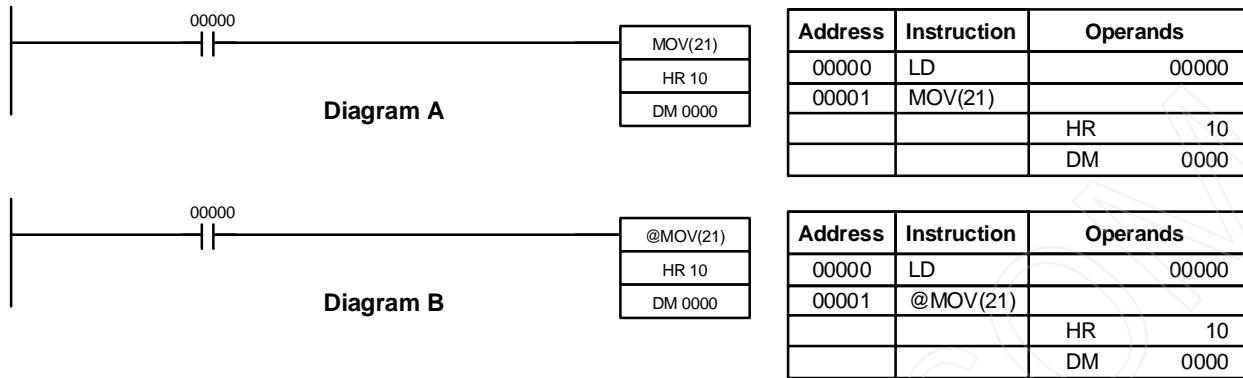 00000
MOV(21)
HR 10
DM 0000
Diagram A
Address Instruction Operands
00000 LD 00000
00001 MOV(21)
HR 10
DM 0000
00000
@MOV(21)
HR 10
DM 0000
Diagram B
Address Instruction Operands
00000 LD 00000
00001 @MOV(21)
HR 10
DM 0000